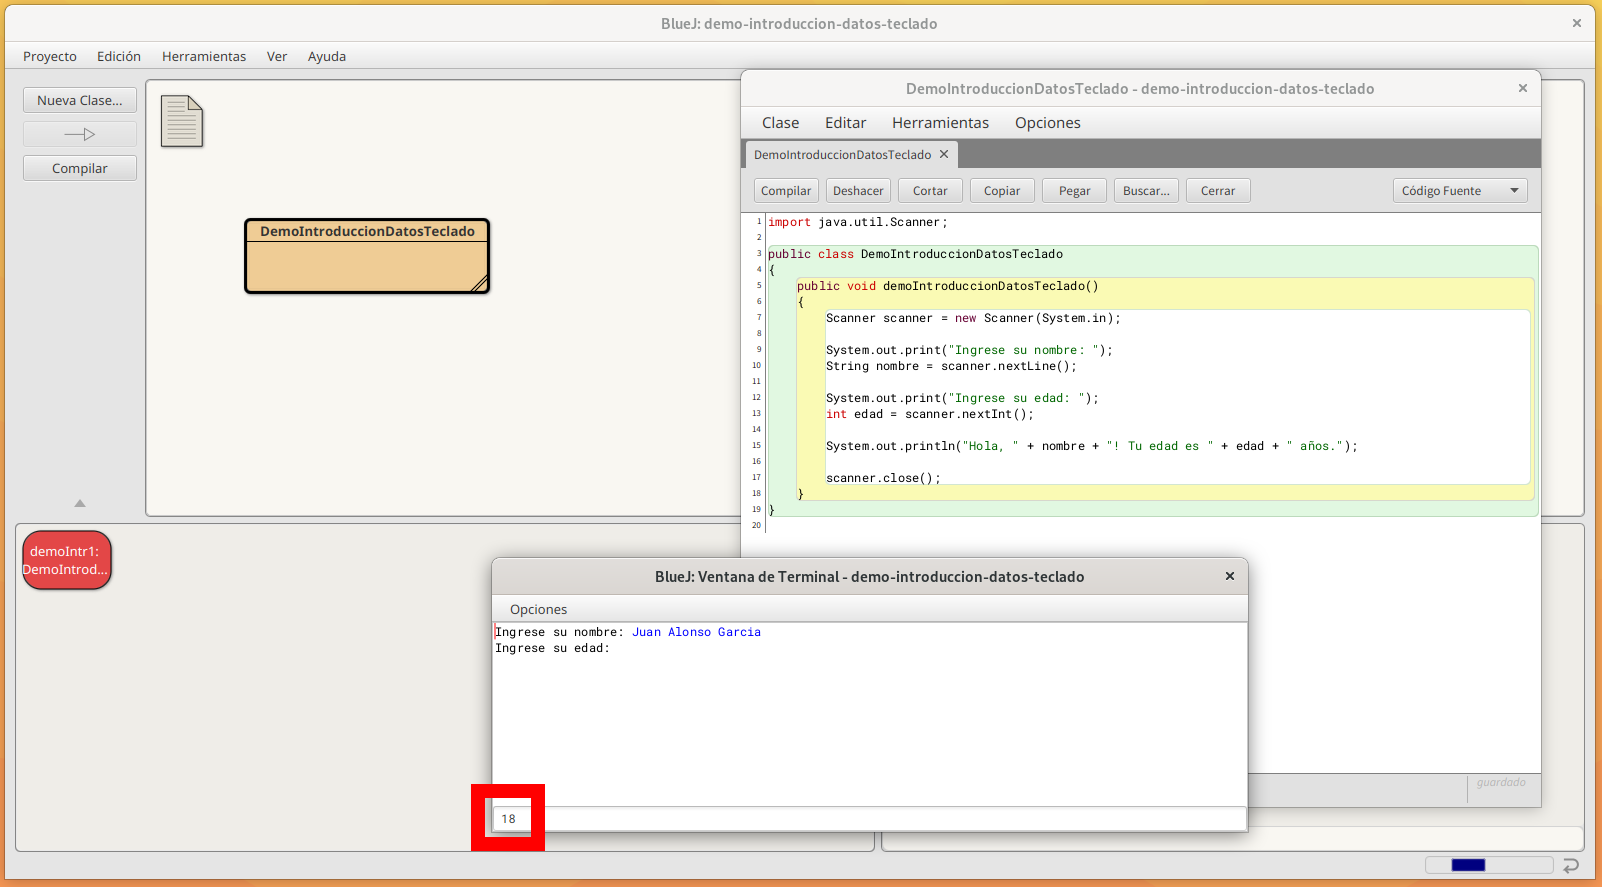 BlueJ: demo-introduccion-datos-teclado
Proyecto Edición Herramientas Ver Ayuda
Nueva Clase...
Compilar
DemoIntroduccionDatosTeclado
demoIntr1:
DemoIntrod...
DemoIntroduccionDatosTeclado - demo-introduccion-datos-teclado
Clase Editar Herramientas Opciones
DemoIntroduccionDatosTeclado
Compilar Deshacer Cortar Copiar Pegar Buscar... Cerrar Código Fuente
1 import java.util.Scanner;
2
3 public class DemoIntroduccionDatosTeclado
4 {
5 public void demoIntroduccionDatosTeclado()
6 {
7 Scanner scanner = new Scanner(System.in);
8
9 System.out.print("Ingrese su nombre: ");
10 String nombre = scanner.nextLine();
11
12 System.out.print("Ingrese su edad: ");
13 int edad = scanner.nextInt();
14
15 System.out.println("Hola, " + nombre + "! Tu edad es " + edad + " años.");
16
17 scanner.close();
18 }
19 }
20
guardado
BlueJ: Ventana de Terminal - demo-introduccion-datos-teclado
Opciones
Ingrese su nombre: Juan Alonso Garcia
Ingrese su edad:
18